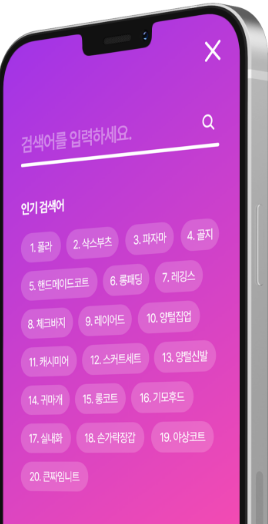 검색어를 입력하세요.
인기 검색어
1. 폴라 2. 삭스부츠 3. 파자마 4. 골지
5. 핸드메이드코트 6. 롱패딩 7. 레깅스
8. 체크바지 9. 레이어드 10. 양털집업
11. 캐시미어 12. 스커트세트 13. 양털신발
14. 귀마개 15. 롱코트 16. 기모후드
17. 실내화 18. 손가락장갑 19. 야상코트
20. 큰짜임니트